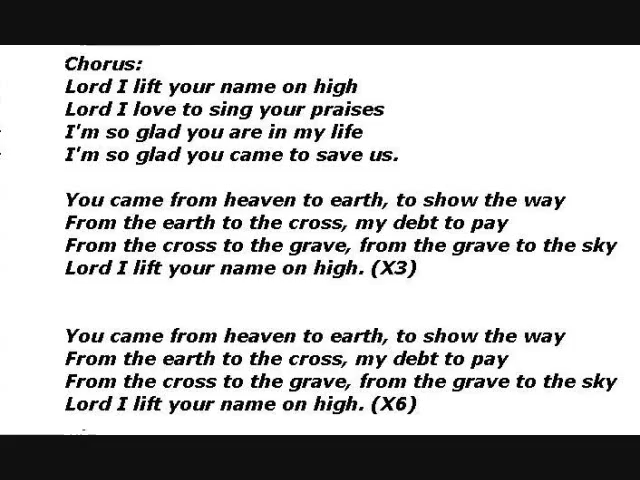 Chorus:
Lord I lift your name on high
Lord I love to sing your praises
I'm so glad you are in my life
I'm so glad you came to save us.
You came from heaven to earth, to show the way
From the earth to the cross, my debt to pay
From the cross to the grave, from the grave to the sky
Lord I lift your name on high. (X3)
You came from heaven to earth, to show the way
From the earth to the cross, my debt to pay
From the cross to the grave, from the grave to the sky
Lord I lift your name on high. (X6)